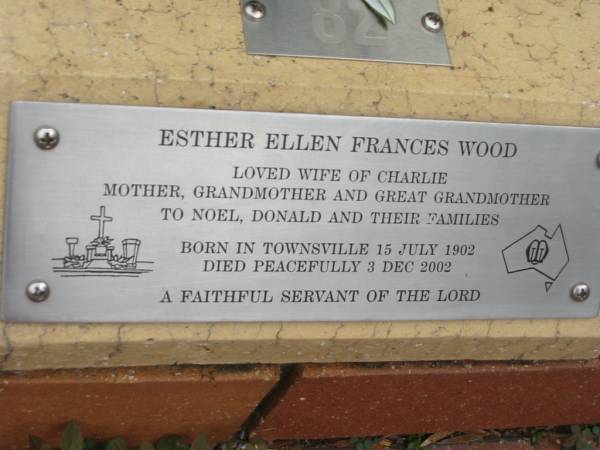 82
ESTHER ELLEN FRANCES WOOD
LOVED WIFE OF CHARLIE
MOTHER, GRANDMOTHER AND GREAT GRANDMOTHER
TO NOEL, DONALD AND THEIR FAMILIES
BORN IN TOWNSVILLE 15 JULY 1902
DIED PEACEFULLY 3 DEC 2002
A FAITHFUL SERVANT OF THE LORD